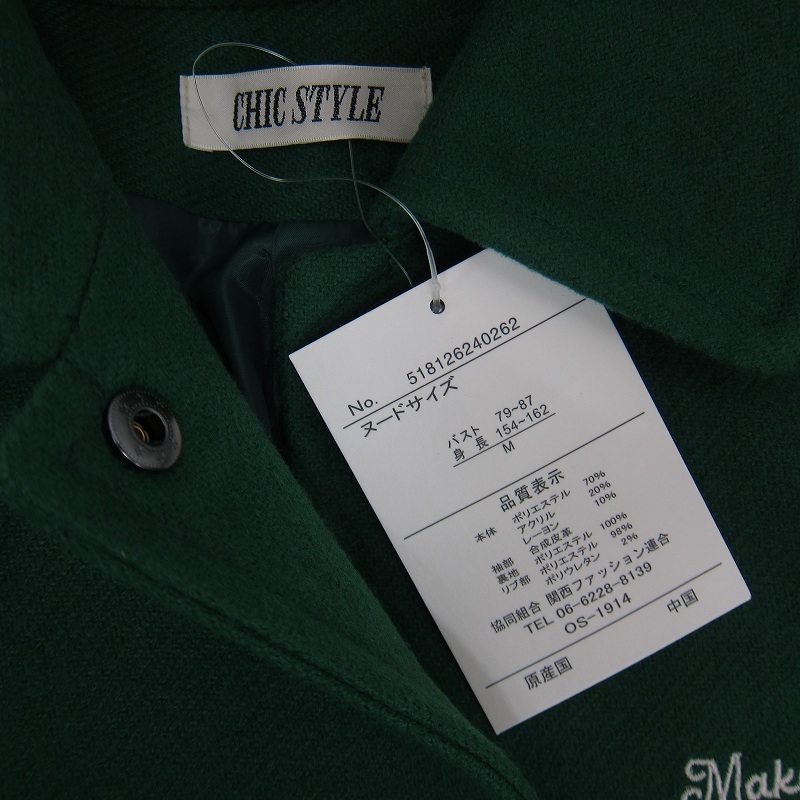 CHIC STYLE
No. 518126240262
ヌードサイズ
バスト 79~87
身長 154~162
M
品質表示
本体 ポリエステル 70%
アクリル 20%
レーヨン 10%
袖部 合成皮革
裏地 ポリエステル 100%
リブ部 ポリエステル 98%
ポリウレタン 2%
協同組合 関西ファッション連合
TEL 06-6228-8139
OS-1914
原産国 中国
Mak